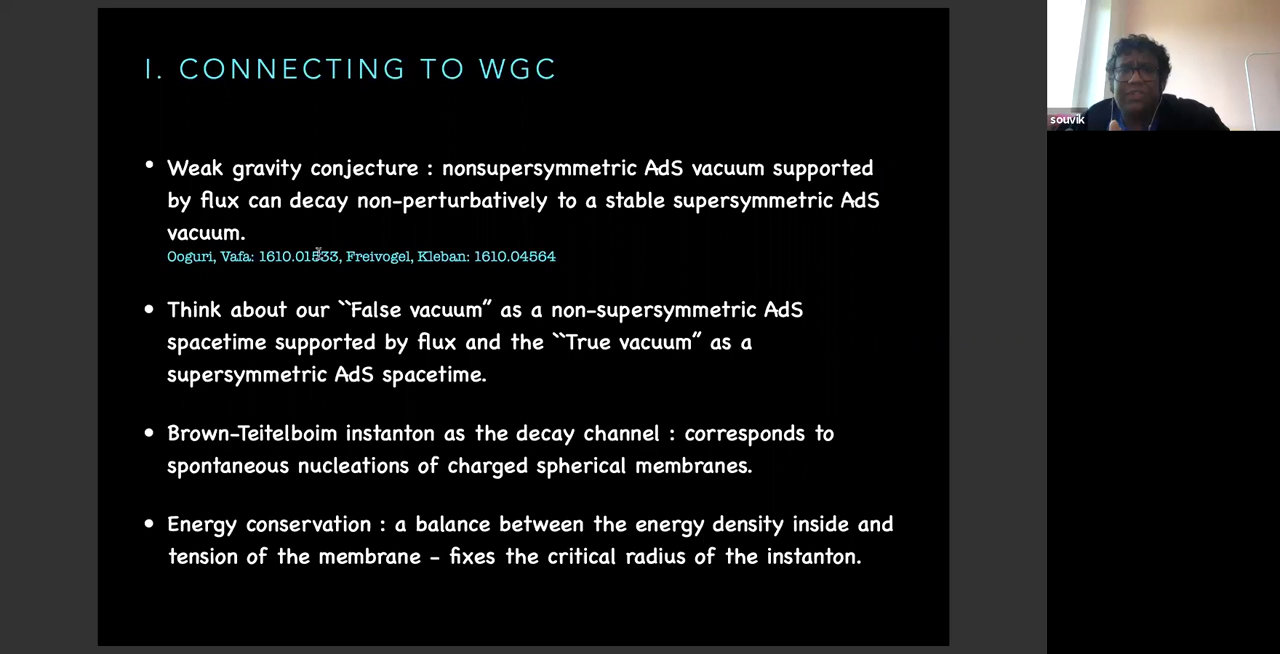 I. CONNECTING TO WGC
• Weak gravity conjecture : nonsupersymmetric AdS vacuum supported
by flux can decay non-perturbatively to a stable supersymmetric AdS
vacuum.
Ooguri, Vafa: 1610.01533, Freivogel, Kleban: 1610.04564
• Think about our ``False vacuum” as a non-supersymmetric AdS
spacetime supported by flux and the ``True vacuum” as a
supersymmetric AdS spacetime.
• Brown-Teitelboim instanton as the decay channel : corresponds to
spontaneous nucleations of charged spherical membranes.
• Energy conservation : a balance between the energy density inside and
tension of the membrane - fixes the critical radius of the instanton.
souvik